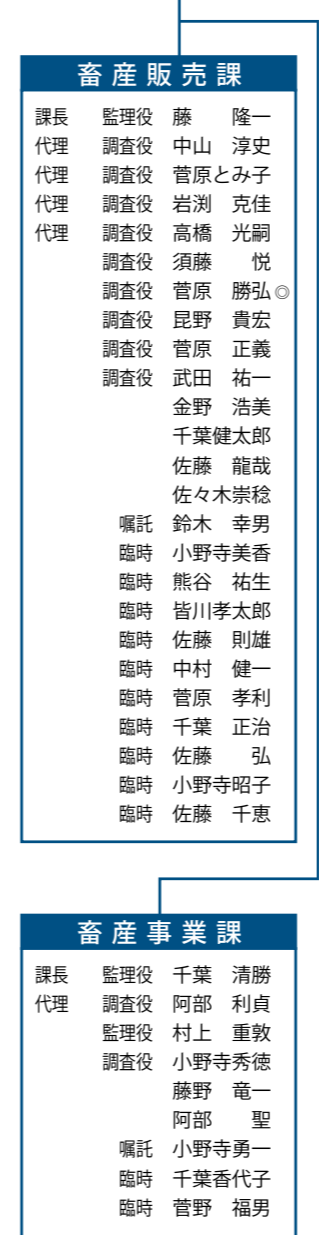 畜産販売課
課長 監理役 藤 隆一
代理 調査役 中山 淳史
代理 調査役 菅原とみ子
代理 調査役 岩渕 克佳
代理 調査役 高橋 光嗣
調査役 須藤 悦
調査役 菅原 勝弘◎
調査役 昆野 貴宏
調査役 菅原 正義
調査役 武田 祐一
金野 浩美
千葉健太郎
佐藤 龍哉
佐々木崇稔
嘱託 鈴木 幸男
臨時 小野寺美香
臨時 熊谷 祐生
臨時 皆川孝太郎
臨時 佐藤 則雄
臨時 中村 健一
臨時 菅原 孝利
臨時 千葉 正治
臨時 佐藤 弘
臨時 小野寺昭子
臨時 佐藤 千恵
畜産事業課
課長 監理役 千葉 清勝
代理 調査役 阿部 利貞
監理役 村上 重敦
調査役 小野寺秀徳
藤野 竜一
阿部 聖
嘱託 小野寺勇一
臨時 千葉香代子
臨時 菅野 福男